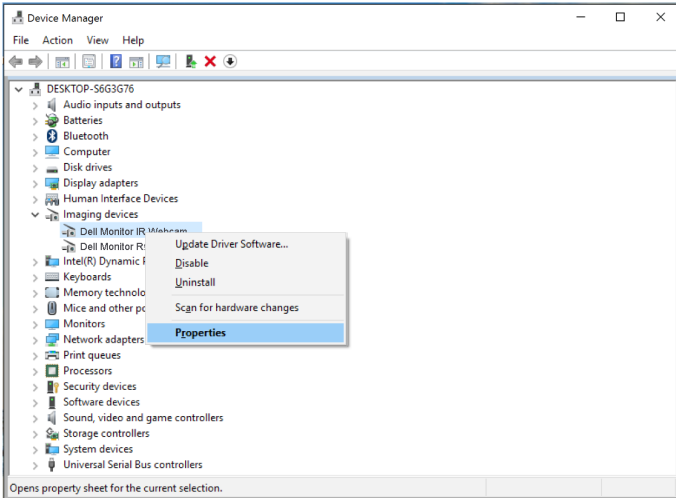 Device Manager
File Action View Help
DESKTOP-S6G3G76
Audio inputs and outputs
Batteries
Bluetooth
Computer
Disk drives
Display adapters
Human Interface Devices
Imaging devices
Dell Monitor IR Webcam
Dell Monitor
Update Driver Software...
Intel(R) Dynamic
Disable
Keyboards
Uninstall
Memory
Mice and other
Scan for hardware changes
Monitors
Properties
Network adapters
Print queues
Processors
Security devices
Software devices
Sound, video and game controllers
Storage controllers
System devices
Universal Serial Bus controllers
Opens property sheet for the current selection.